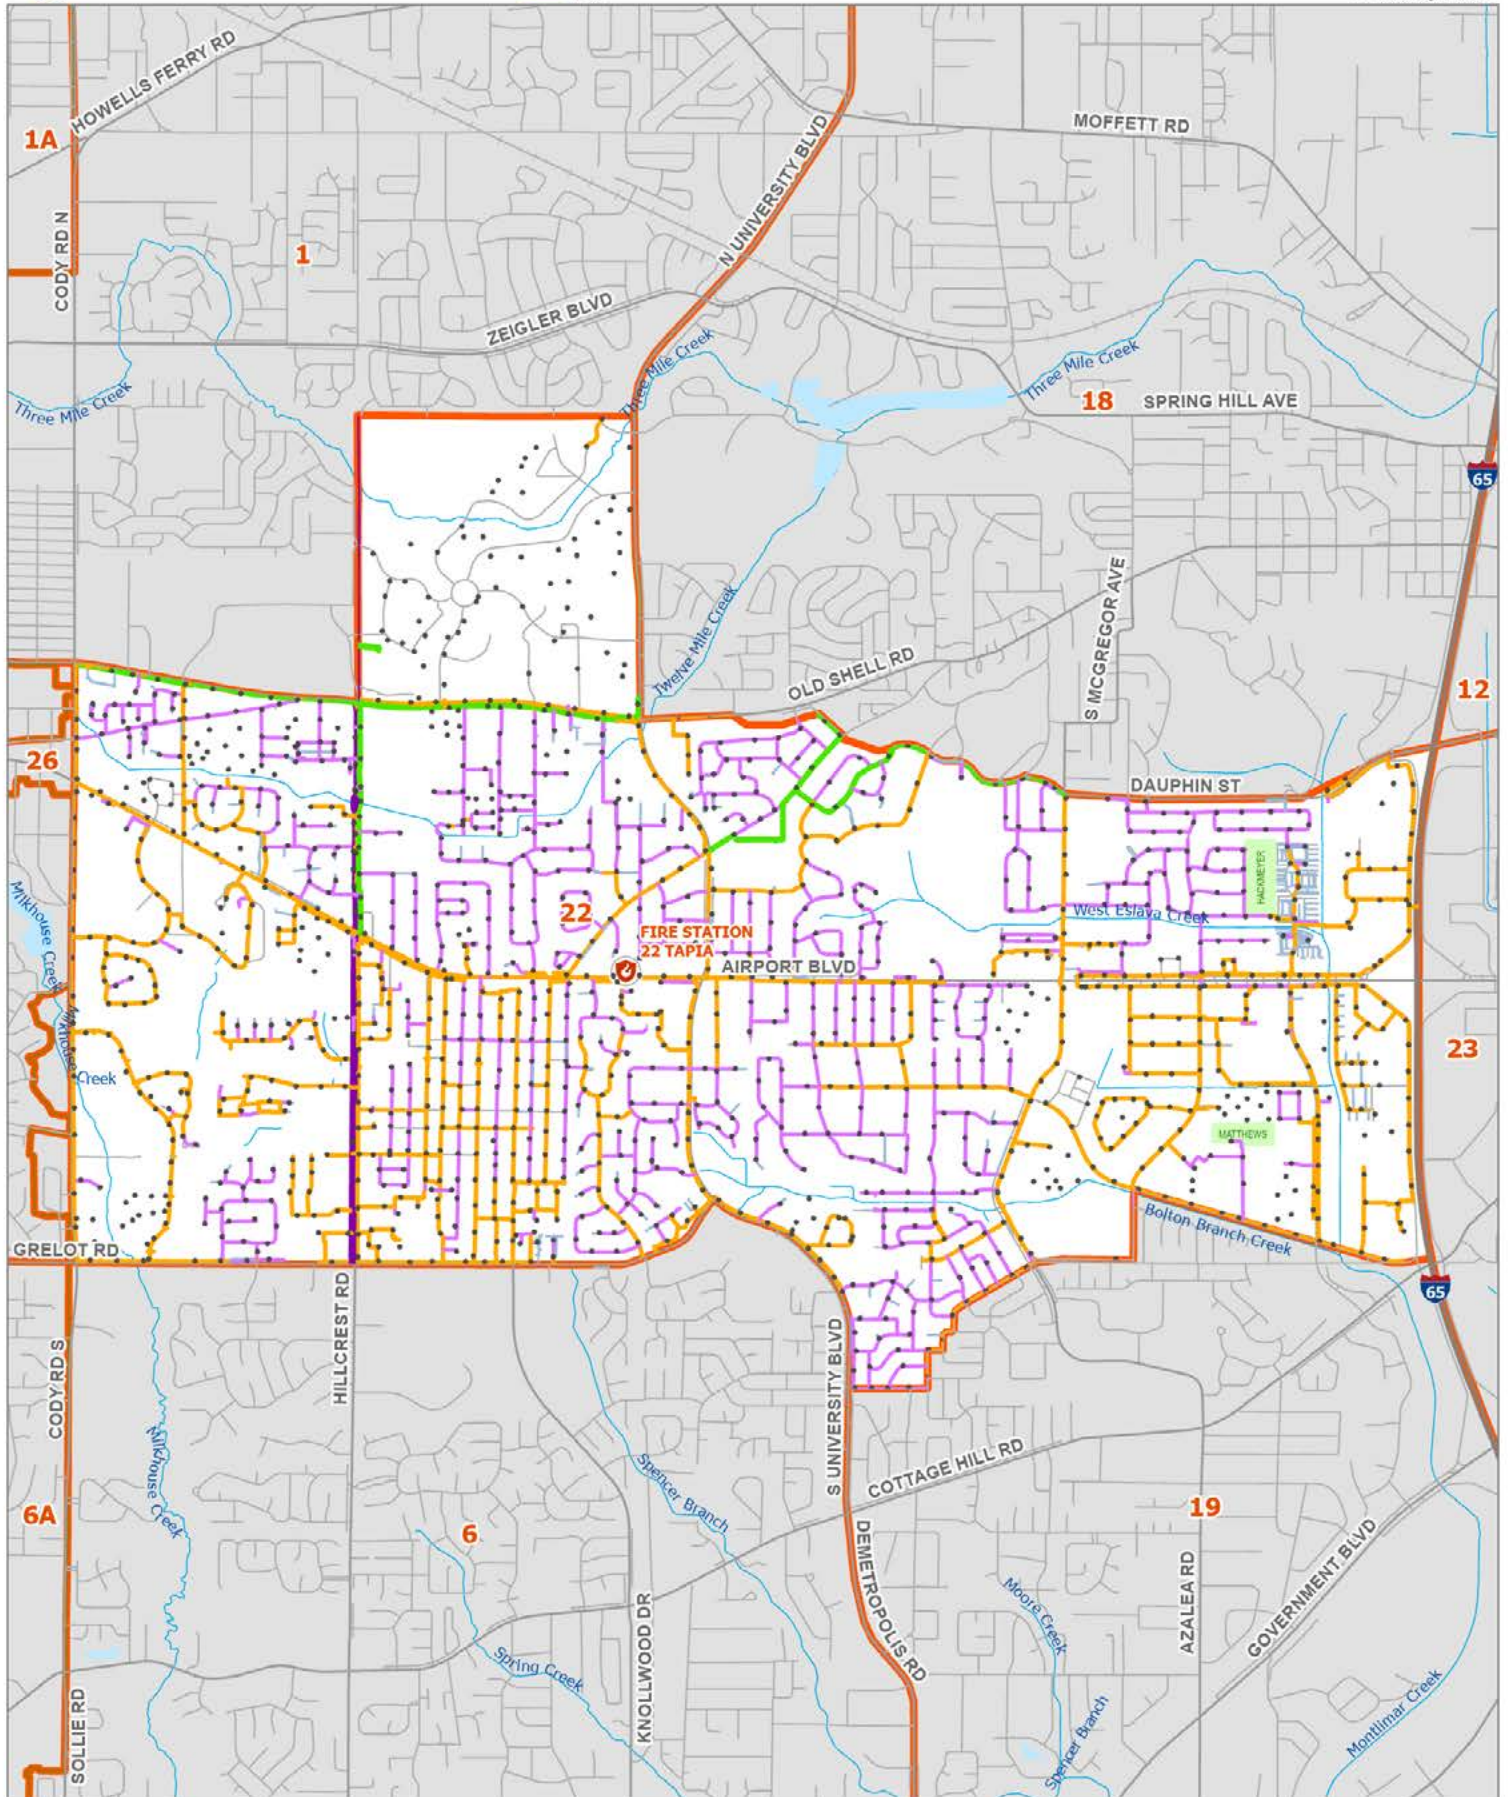 HOWELLS FERRY RD
MOFFETT RD
1A
N UNIVERSITY BLVD
CODY RD N
1
ZEIGLER BLVD
Three Mile Creek
Three Mile Creek
Three Mile Creek
18
SPRING HILL AVE
65
S MCGREGOR AVE
Twelve Mile Creek
OLD SHELL RD
12
26
DAUPHIN ST
HACKMEYER
Milkhouse Creek
22
West Eslava Creek
FIRE STATION
22 TAPIA
AIRPORT BLVD
Milkhouse Creek
23
MATTHEWS
Bolton Branch Creek
GRELOT RD
65
HILLCREST RD
CODY RD S
S UNIVERSITY BLVD
Milkhouse Creek
COTTAGE HILL RD
Spencer Branch
6A
6
19
DEMETROPOLIS RD
GOVERNMENT BLVD
AZALEA RD
Moore Creek
KNOLLWOOD DR
Spring Creek
SOLLIE RD
Spencer Branch
Montlimar Creek